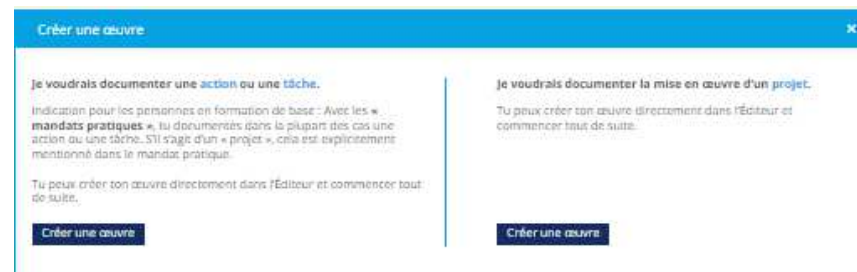 Créer une œuvre
×
Je voudrais documenter une action ou une tâche.
Indication pour les personnes en formation de base : Avec les «
mandats pratiques », tu documentes dans la plupart des cas une
action ou une tâche. S'il s'agit d'un « projet », cela est explicitement
mentionné dans le mandat pratique.
Tu peux créer ton œuvre directement dans l'Éditeur et commencer tout
de suite.
Créer une œuvre
Je voudrais documenter la mise en œuvre d'un projet.
Tu peux créer ton œuvre directement dans l'Éditeur et
commencer tout de suite.
Créer une œuvre